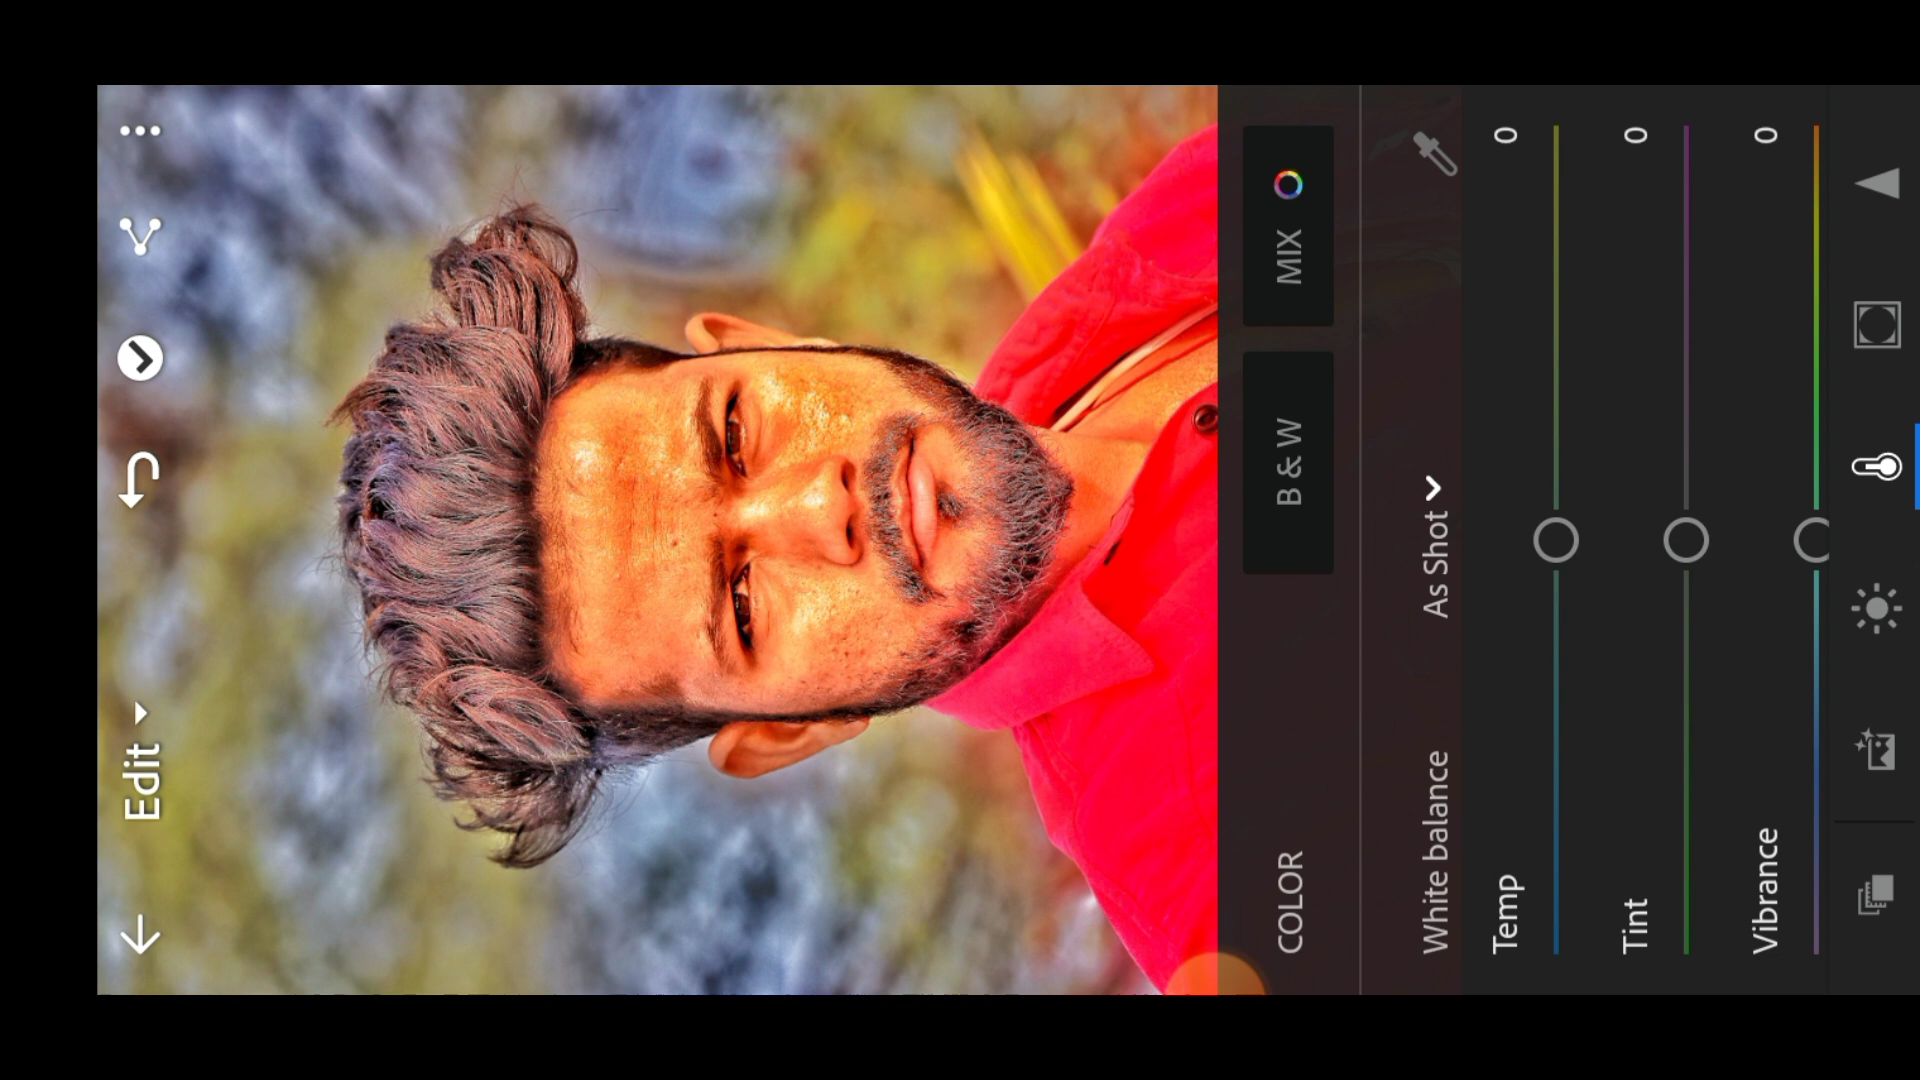 Edit
COLOR B & W MIX
White balance As Shot
Temp 0
Tint 0
Vibrance 0